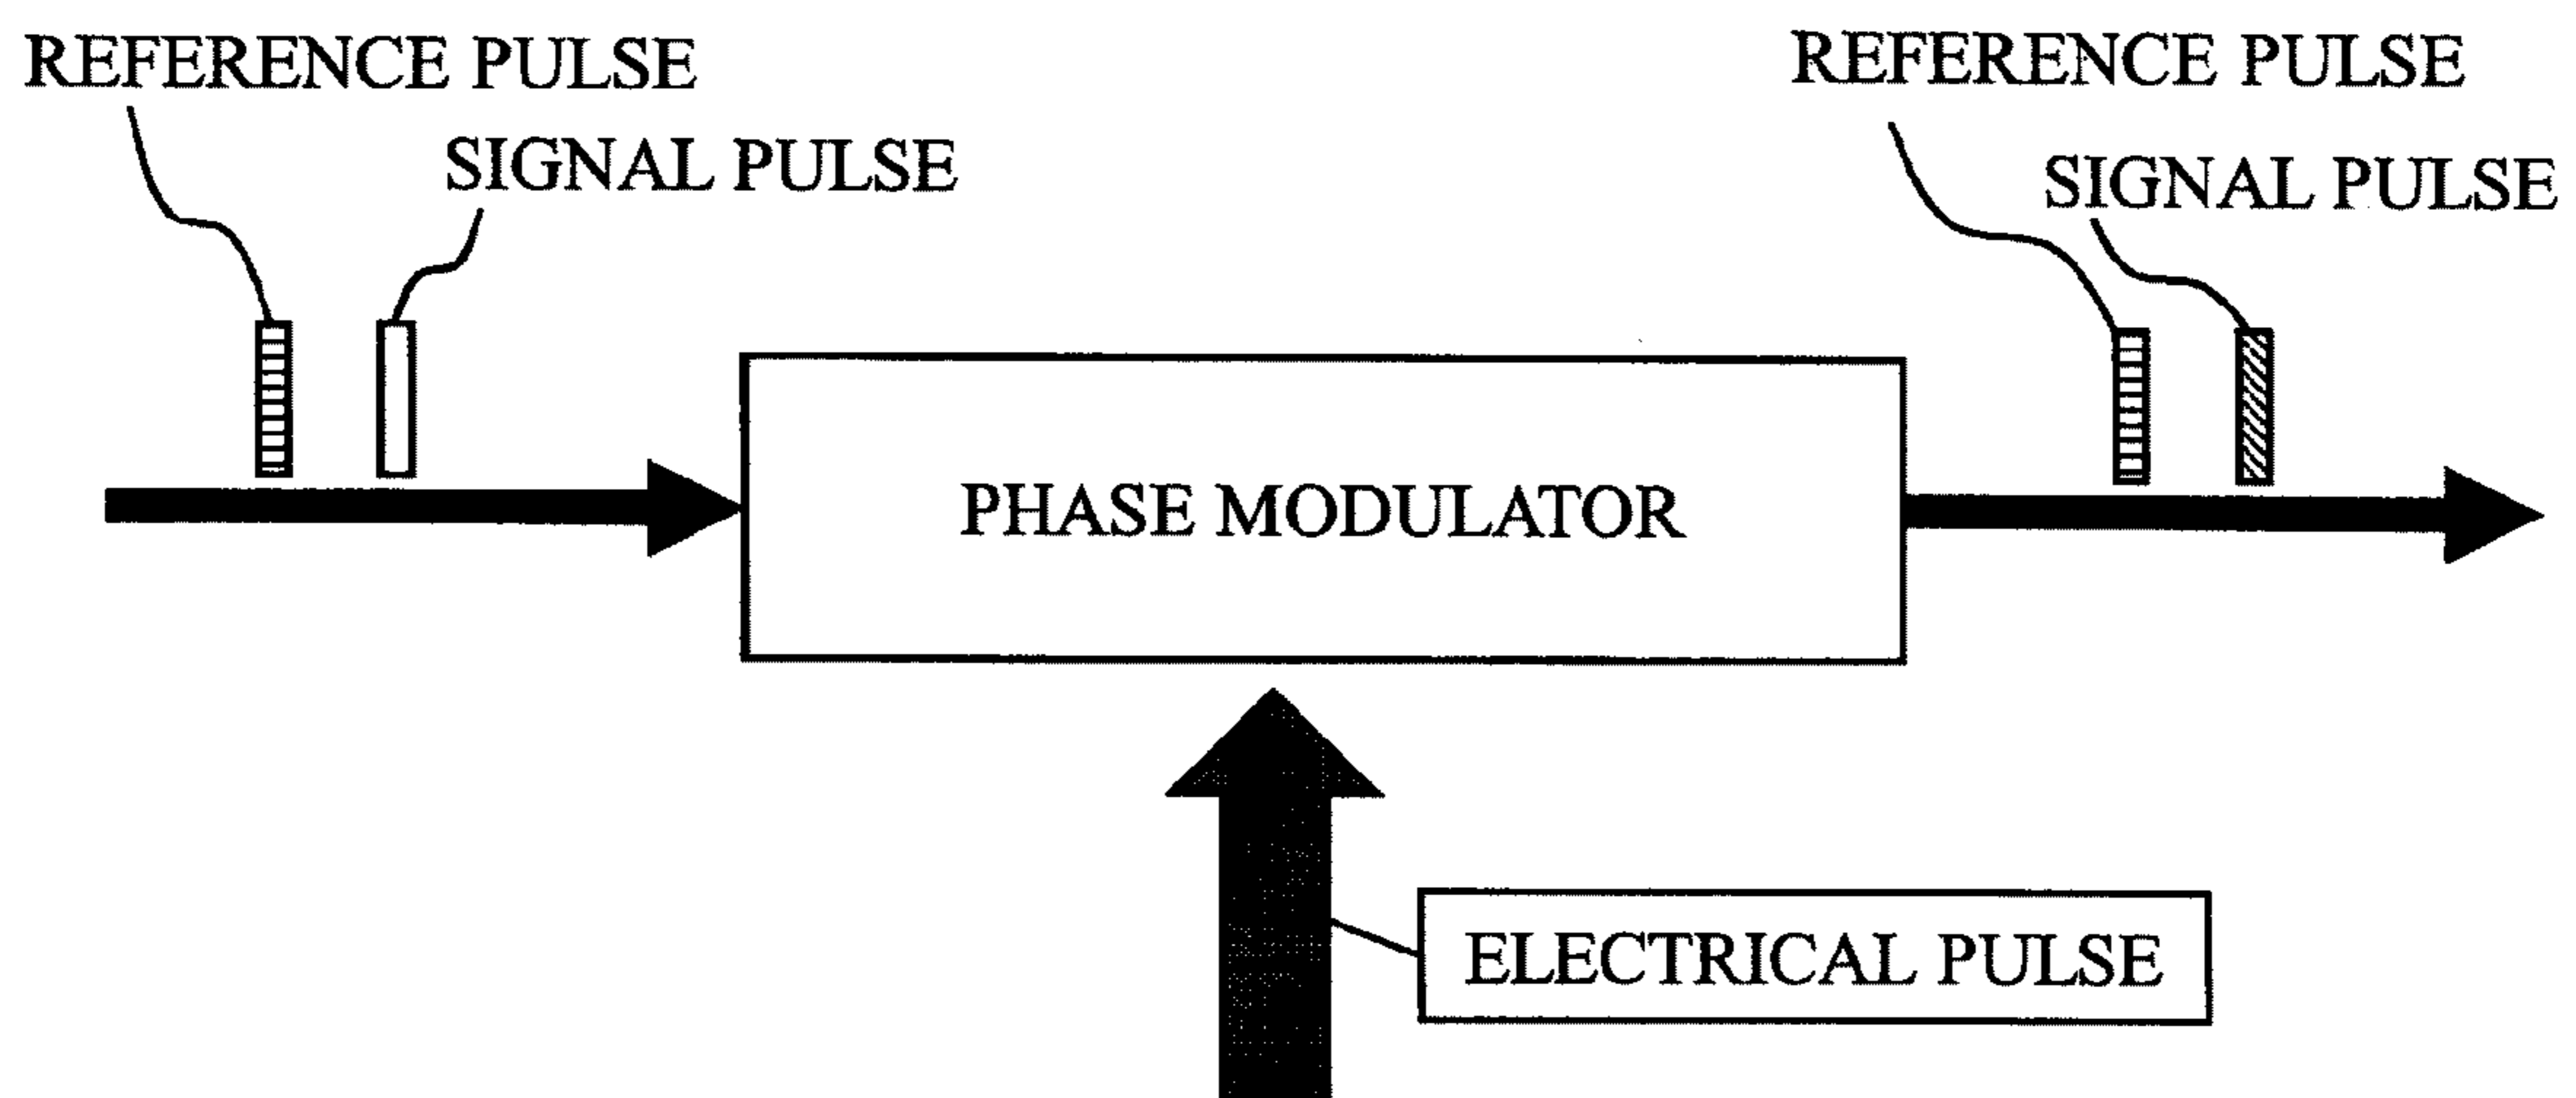 REFERENCE PULSE
SIGNAL PULSE
REFERENCE PULSE
SIGNAL PULSE
PHASE MODULATOR
ELECTRICAL PULSE